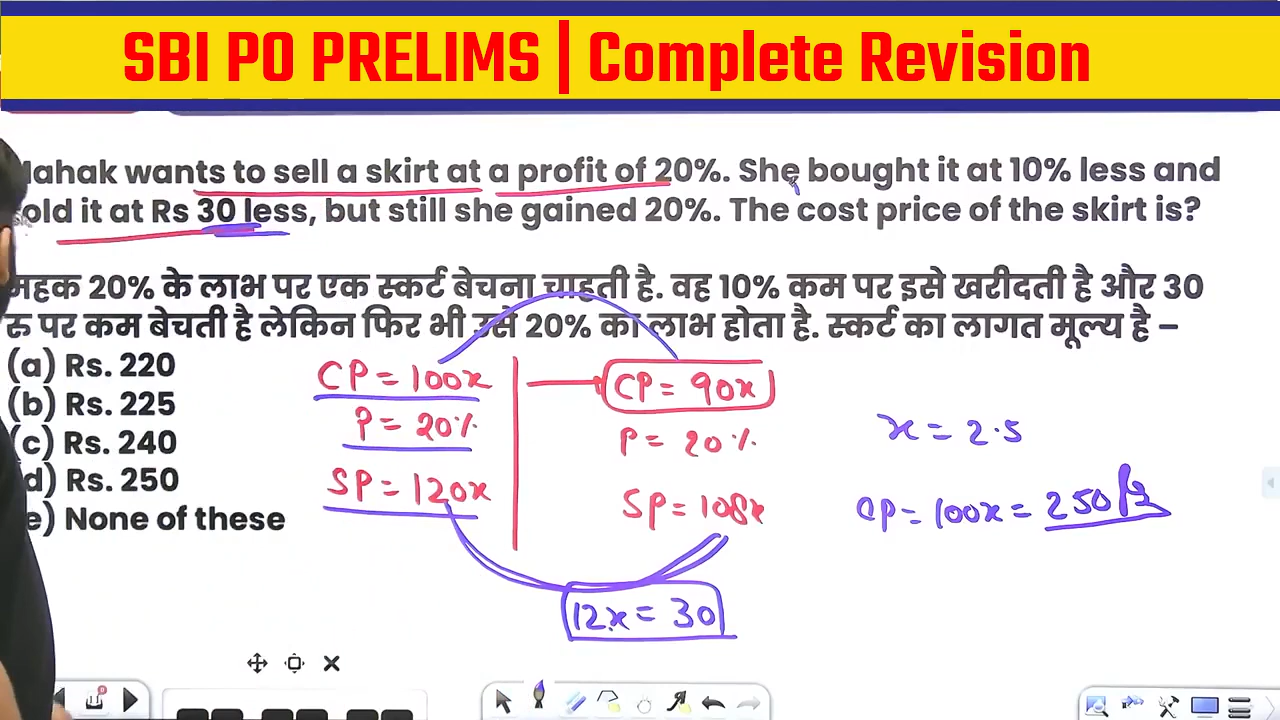 SBI PO PRELIMS | Complete Revision
ahak wants to sell a skirt at a profit of 20%. She bought it at 10% less and
old it at Rs 30 less, but still she gained 20%. The cost price of the skirt is?
महक 20% के लाभ पर एक स्कर्ट बेचना चाहती है. वह 10% कम पर इसे खरीदती है और 30
रु पर कम बेचती है लेकिन फिर भी उसे 20% का लाभ होता है. स्कर्ट का लागत मूल्य है –
(a) Rs. 220
(b) Rs. 225
(c) Rs. 240
d) Rs. 250
e) None of these
CP = 100x
P = 20%
SP = 120x
CP = 90x
P = 20%
SP = 108x
12x = 30
x = 2.5
CP = 100x = 250